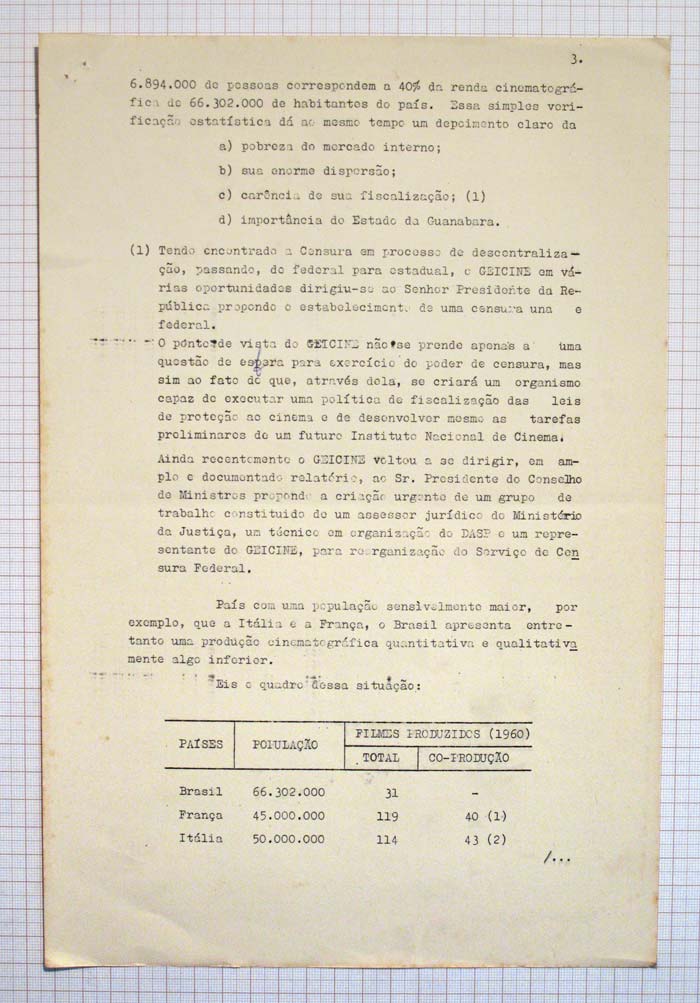 3.
6.894.000 de pessoas correspondem a 40% da renda cinematográ-
fica de 66.302.000 de habitantes do país. Essa simples veri-
ficação estatística dá ao mesmo tempo um depoimento claro da
a) pobreza do mercado interno;
b) sua enorme dispersão;
c) carência de sua fiscalização; (1)
d) importância do Estado da Guanabara.
(1) Tendo encontrado a Censura em processo de descentraliza-
ção, passando, de federal para estadual, o GEICINE em vá-
rias oportunidades dirigiu-se ao Senhor Presidente da Re-
pública propondo o estabelecimento de uma censura una e
federal.
O ponto de vista do GEICINE não se prende apenas a uma
questão de espera para exercício do poder de censura, mas
sim ao fato de que, através dela, se criará um organismo
capaz de executar uma política de fiscalização das leis
de proteção ao cinema e de desenvolver mesmo as tarefas
preliminares de um futuro Instituto Nacional de Cinema.
Ainda recentemente o GEICINE voltou a se dirigir, em am-
plo e documentado relatório, ao Sr. Presidente do Conselho
de Ministros propondo a criação urgente de um grupo de
trabalho constituido de um assessor jurídico do Ministério
da Justiça, um técnico em organização do DASP e um repre-
sentante do GEICINE, para reorganização do Serviço de Cen
sura Federal.
País com uma população sensivelmente maior, por
exemplo, que a Itália e a França, o Brasil apresenta entre-
tanto uma produção cinematográfica quantitativa e qualitativa
mente algo inferior.
Eis o quadro dessa situação:
PAÍSES POPULAÇÃO FILMES PRODUZIDOS (1960)
TOTAL CO-PRODUÇÃO
Brasil 66.302.000 31 -
França 45.000.000 119 40 (1)
Itália 50.000.000 114 43 (2)
/...